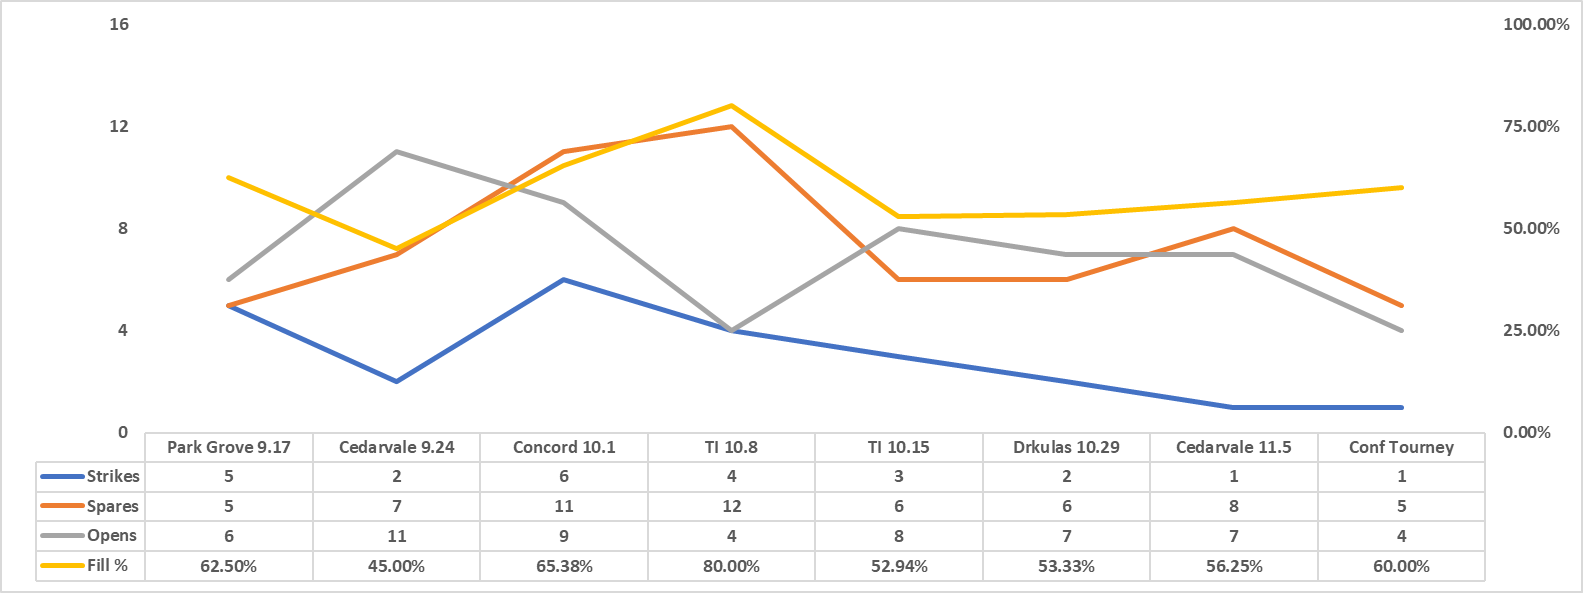 16 100.00%
12 75.00%
8 50.00%
4 25.00%
0 0.00%
Park Grove 9.17 Cedarvale 9.24 Concord 10.1 TI 10.8 TI 10.15 Drkulas 10.29 Cedarvale 11.5 Conf Tourney
Strikes 5 2 6 4 3 2 1 1
Spares 5 7 11 12 6 6 8 5
Opens 6 11 9 4 8 7 7 4
Fill % 62.50% 45.00% 65.38% 80.00% 52.94% 53.33% 56.25% 60.00%